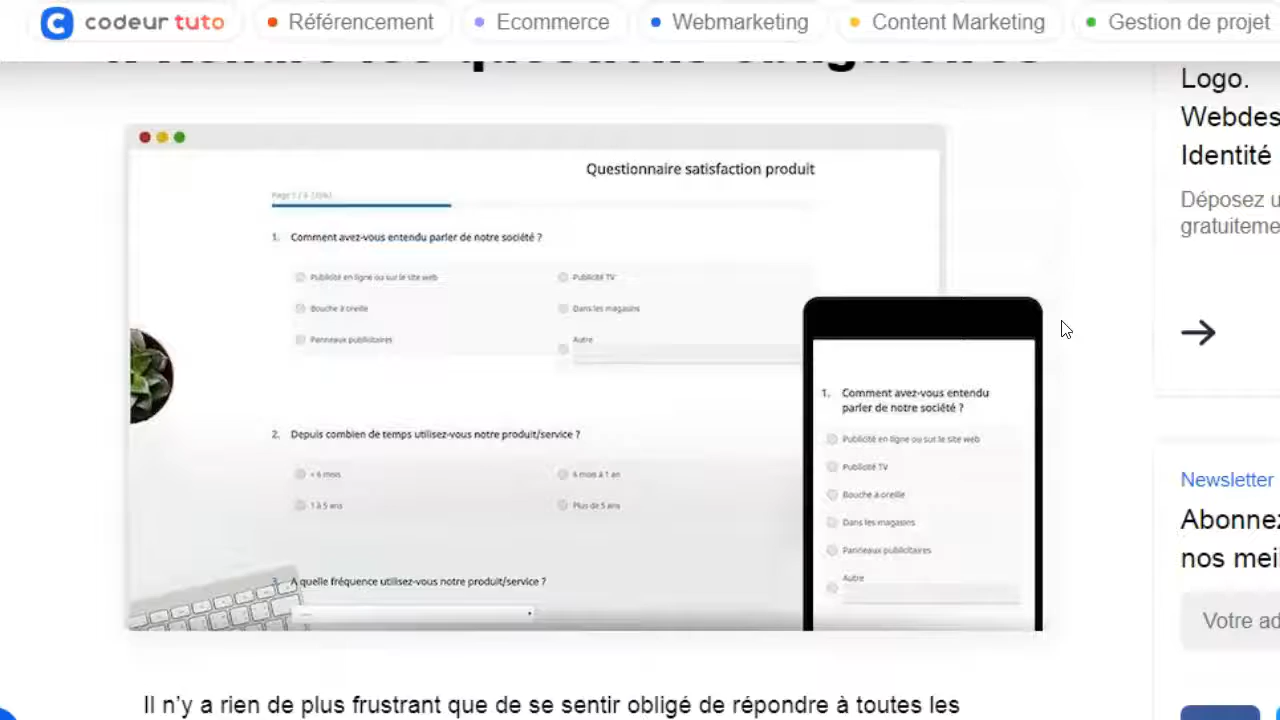 codeur tuto
Référencement
Ecommerce
Webmarketing
Content Marketing
Gestion de projet
questions obligatoires
Questionnaire satisfaction produit
1. Comment avez-vous entendu parler de notre société ?
Publicité en ligne ou sur le site web
Publicité TV
Bouche à oreille
Dans les magasins
Panneaux publicitaires
Autre
2. Depuis combien de temps utilisez-vous notre produit/service ?
< 6 mois
6 mois à 1 an
1 à 5 ans
Plus de 5 ans
3. A quelle fréquence utilisez-vous notre produit/service ?
1. Comment avez-vous entendu
parler de notre société ?
Publicité en ligne ou sur le site web
Publicité TV
Bouche à oreille
Dans les magasins
Panneaux publicitaires
Autre
Il n’y a rien de plus frustrant que de se sentir obligé de répondre à toutes les
Logo.
Webdes
Identité
Déposez u
gratuiteme
Newsletter
Abonnez
nos meil
Votre ad